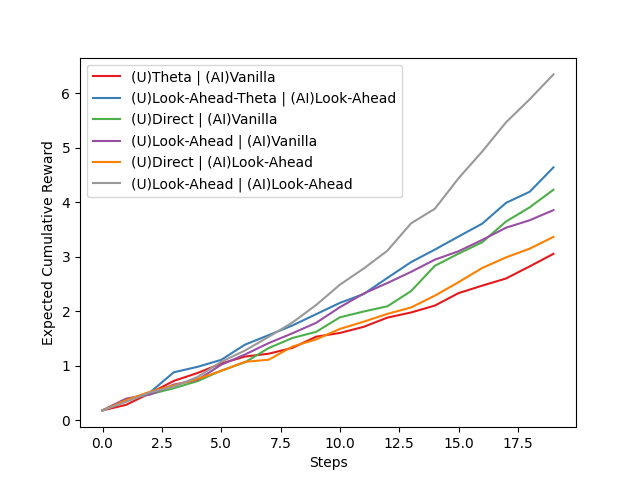 (U)Theta | (AI)Vanilla
(U)Look-Ahead-Theta | (AI)Look-Ahead
(U)Direct | (AI)Vanilla
(U)Look-Ahead | (AI)Vanilla
(U)Direct | (AI)Look-Ahead
(U)Look-Ahead | (AI)Look-Ahead
Expected Cumulative Reward
6
5
4
3
2
1
0
0.0 2.5 5.0 7.5 10.0 12.5 15.0 17.5
Steps